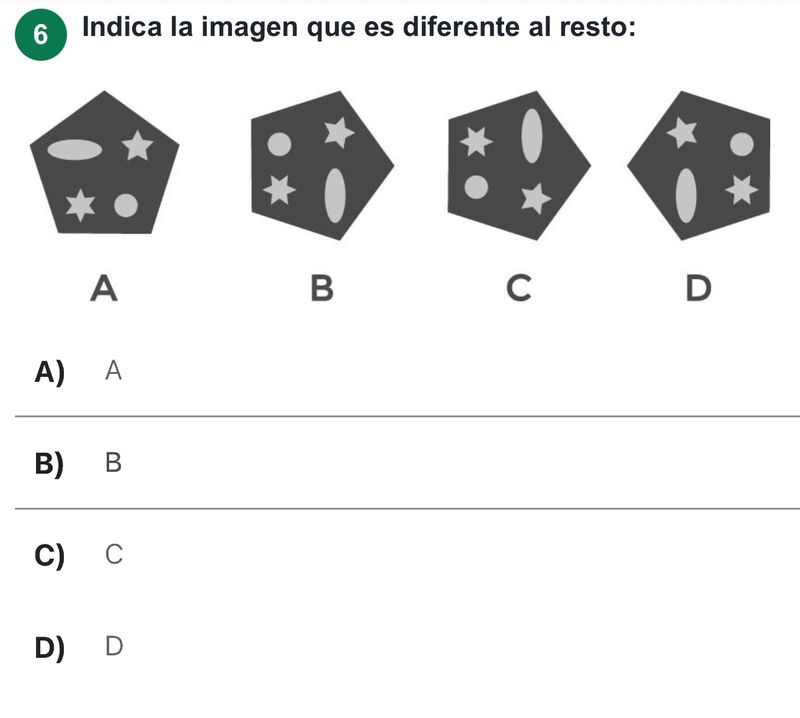 6 Indica la imagen que es diferente al resto:
A B C D
A) A
B) B
C) C
D) D